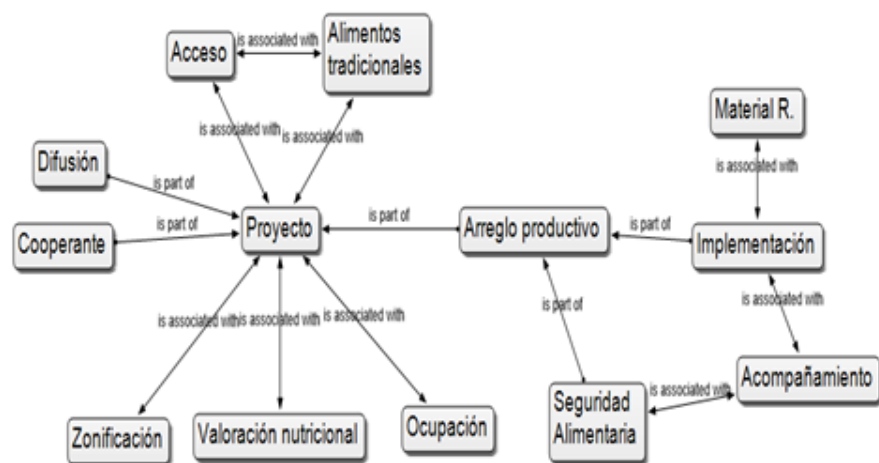 Acceso
is associated with
Alimentos
tradicionales
is associated with
is associated with
Material R.
is associated with
Difusión
is part of
Cooperante
is part of
Proyecto
is part of
Arreglo productivo
is part of
Implementación
is associated with
is part of
is associated with
is associated with
is associated with
Zonificación
Valoración nutricional
Ocupación
Seguridad
Alimentaria
is associated with
Acompañamiento